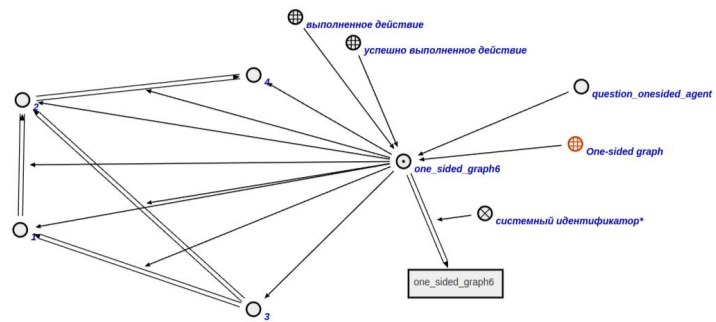 выполненное действие
успешно выполненное действие
4
question_onesided_agent
2
One-sided graph
one_sided_graph6
системный идентификатор*
1
one_sided_graph6
3